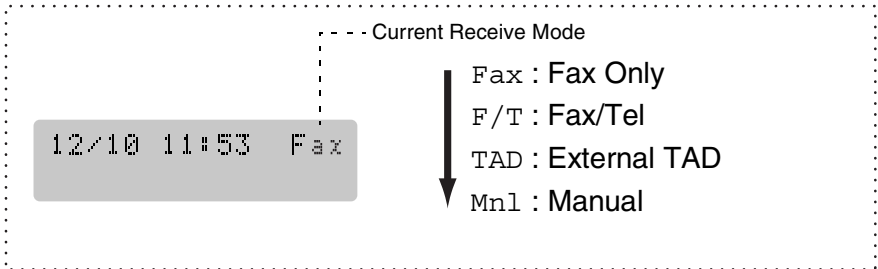 Current Receive Mode
12/10 11:53 Fax
Fax : Fax Only
F/T : Fax/Tel
TAD : External TAD
Mnl : Manual